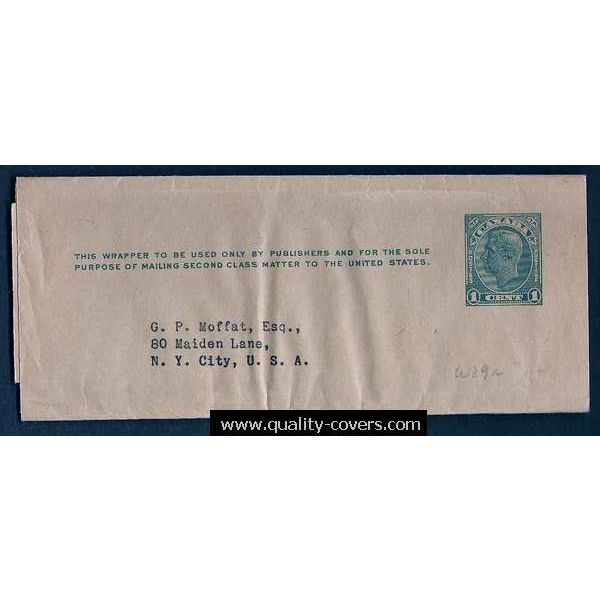 CANADA
THIS WRAPPER TO BE USED ONLY BY PUBLISHERS AND FOR THE SOLE
PURPOSE OF MAILING SECOND CLASS MATTER TO THE UNITED STATES.
1 CENT 1
G. P. Moffat, Esq.,
80 Maiden Lane,
N. Y. City, U. S. A.
www.quality-covers.com